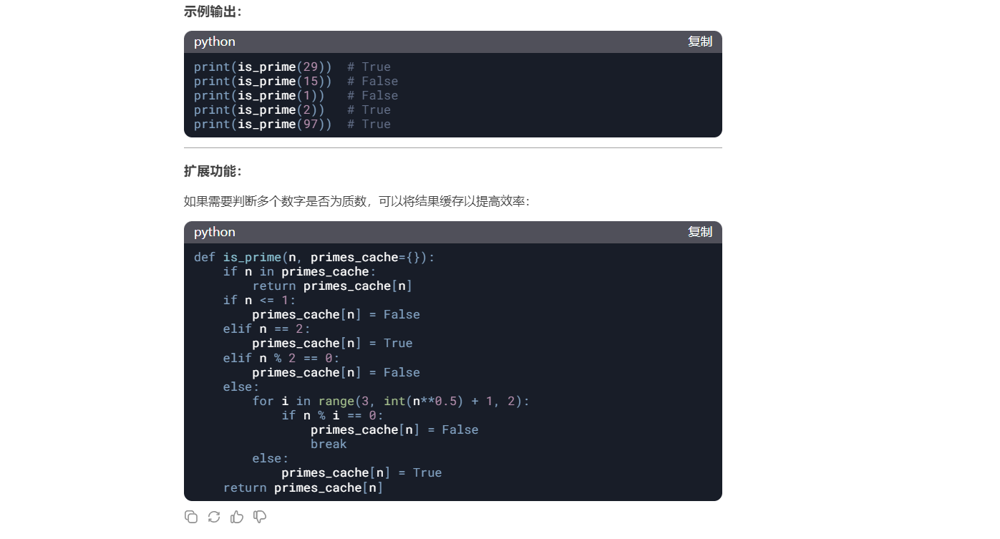 示例输出：
python
复制
print(is_prime(29))  # True
print(is_prime(15))  # False
print(is_prime(1))   # False
print(is_prime(2))   # True
print(is_prime(97))  # True
扩展功能：
如果需要判断多个数字是否为质数，可以将结果缓存以提高效率：
python
复制
def is_prime(n, primes_cache={}):
    if n in primes_cache:
        return primes_cache[n]
    if n <= 1:
        primes_cache[n] = False
    elif n == 2:
        primes_cache[n] = True
    elif n % 2 == 0:
        primes_cache[n] = False
    else:
        for i in range(3, int(n**0.5) + 1, 2):
            if n % i == 0:
                primes_cache[n] = False
                break
        else:
            primes_cache[n] = True
    return primes_cache[n]